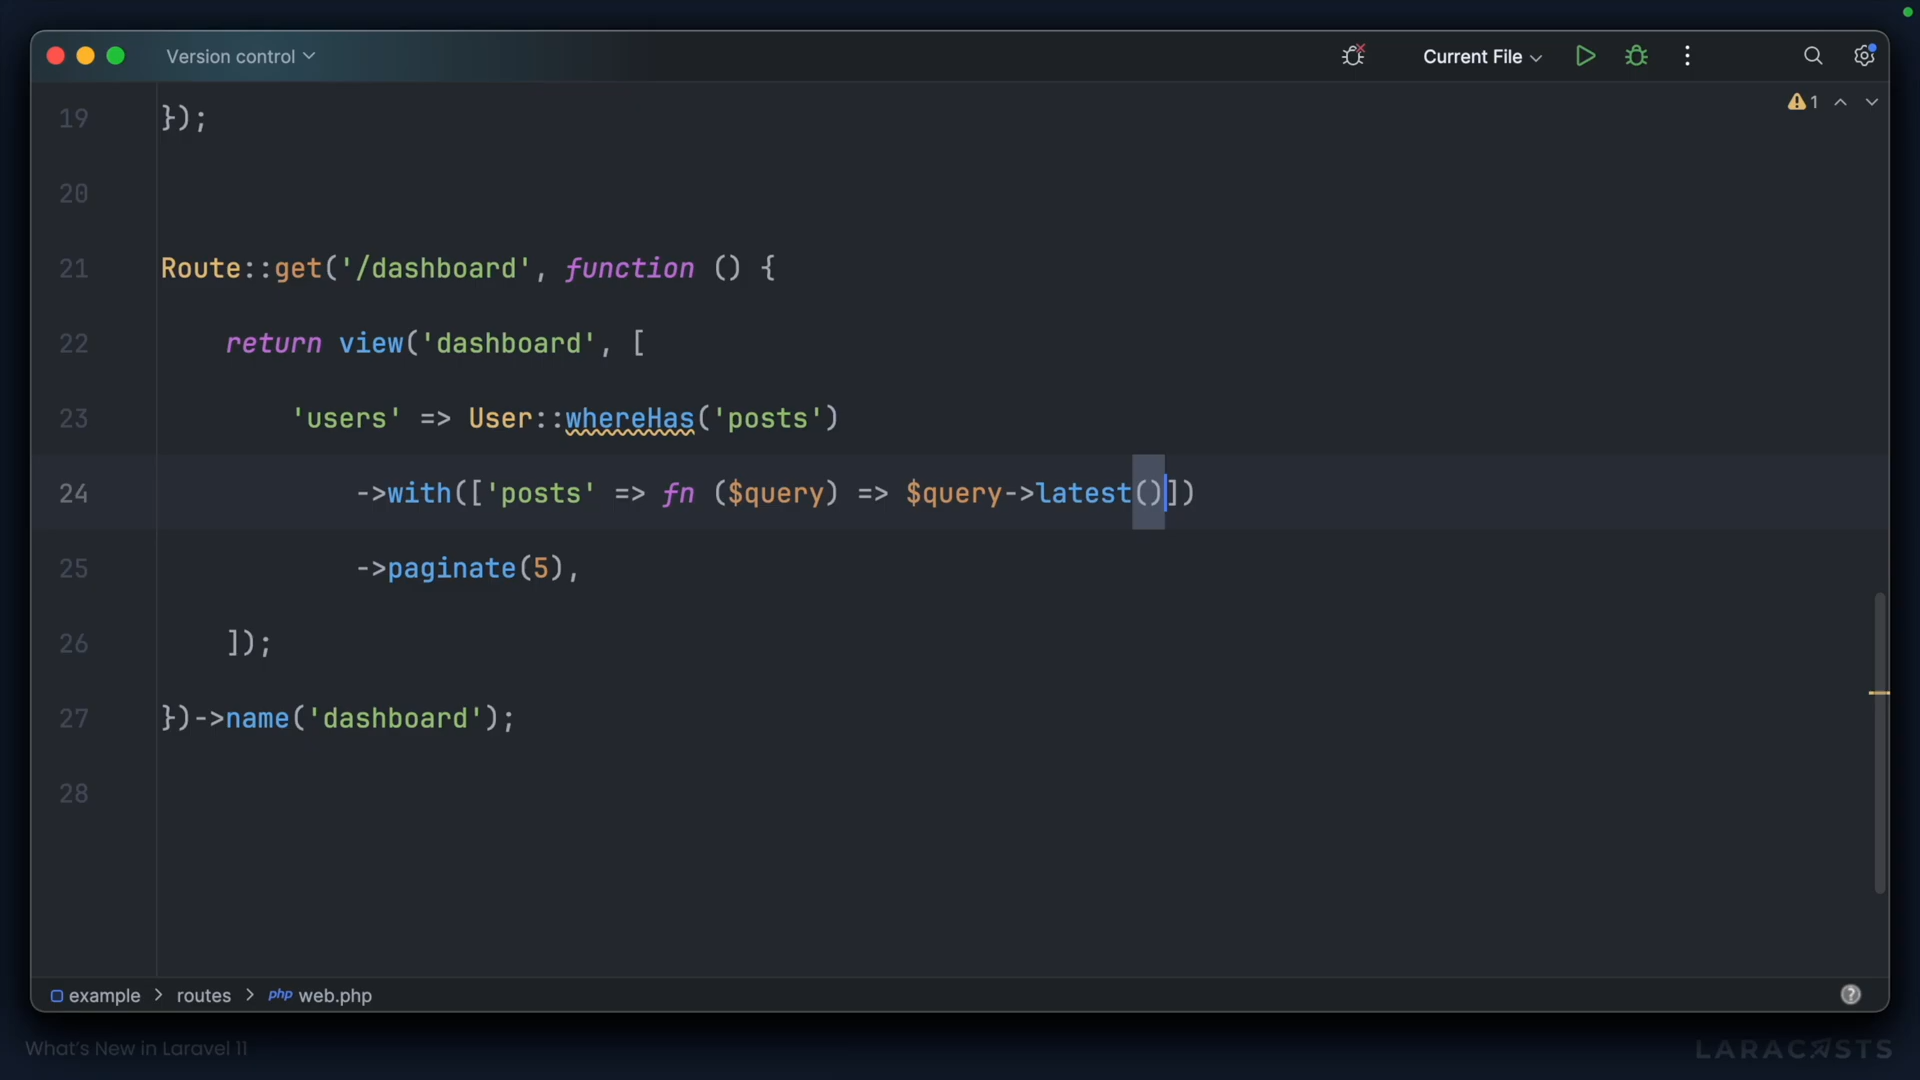 Version control
Current File
1
19 });
20
21 Route::get('/dashboard', function () {
22 return view('dashboard', [
23 'users' => User::whereHas('posts')
24 ->with(['posts' => fn ($query) => $query->latest()])
25 ->paginate(5),
26 ]);
27 })->name('dashboard');
28
example > routes > php web.php
What's New in Laravel 11
LARACASTS